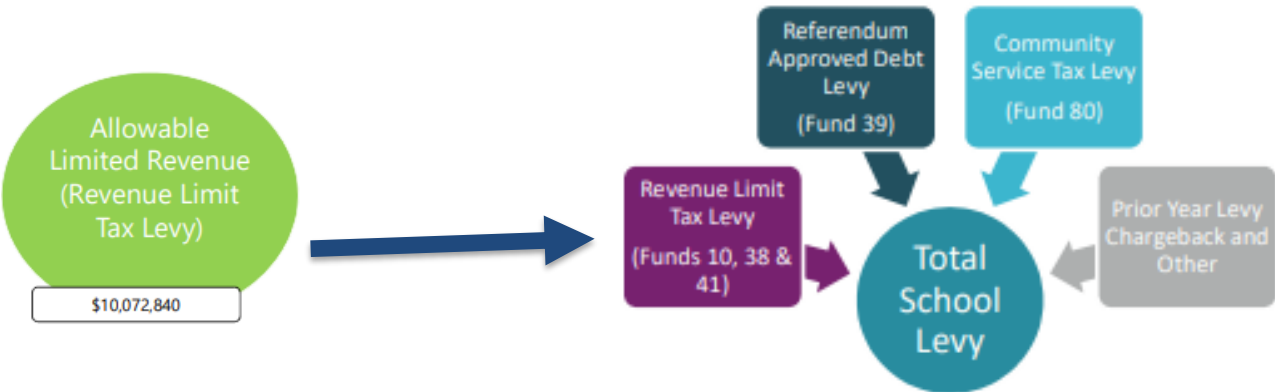 Allowable
Limited Revenue
(Revenue Limit
Tax Levy)
$10,072,840
Revenue Limit
Tax Levy
(Funds 10, 38 &
41)
Referendum
Approved Debt
Levy
(Fund 39)
Community
Service Tax Levy
(Fund 80)
Prior Year Levy
Chargeback and
Other
Total
School
Levy